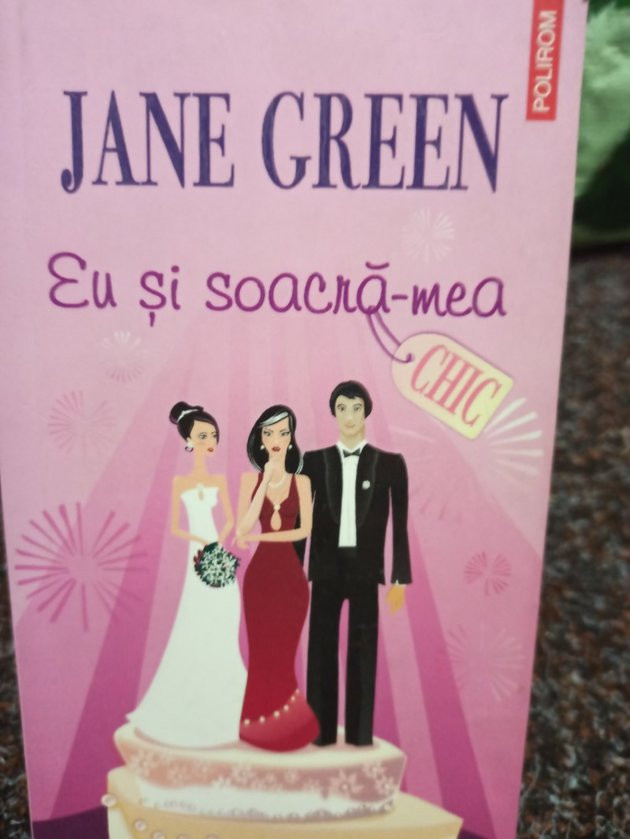 POLIROM
JANE GREEN
Eu și soacră-mea
CHIC